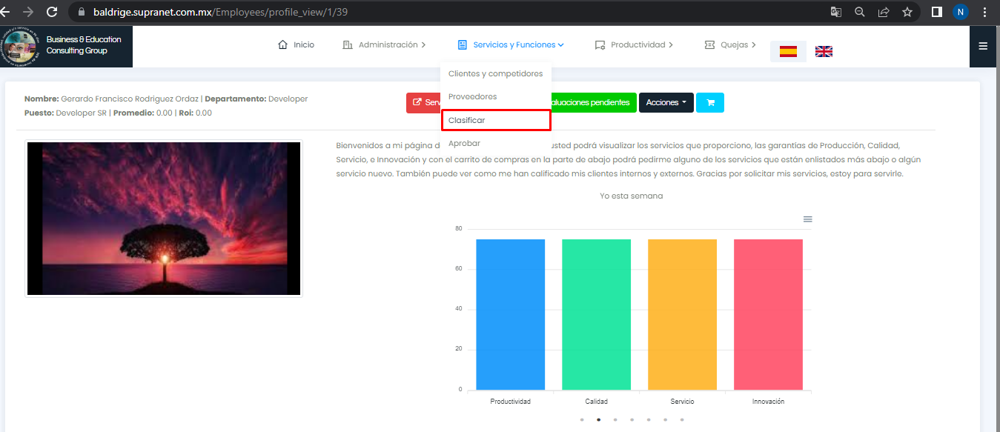 baldrige.supranet.com.mx/Employees/profile_view/1/39
N
Business & Education
Consulting Group
Inicio
Administración
Servicios y Funciones
Productividad
Quejas
Clientes y competidores
Proveedores
Clasificar
Aprobar
Nombre: Gerardo Francisco Rodriguez Ordaz | Departamento: Developer
Puesto: Developer SR | Promedio: 0.00 | Roi: 0.00
Serv
aluaciones pendientes
Acciones
Bienvenidos a mi página d usted podrá visualizar los servicios que proporciono, las garantías de Producción, Calidad,
Servicio, e Innovación y con el carrito de compras en la parte de abajo podrá pedirme alguno de los servicios que están enlistados más abajo o algún
servicio nuevo. También puede ver como me han calificado mis clientes internos y externos. Gracias por solicitar mis servicios, estoy para servirle.
Yo esta semana
80
60
40
20
0
Productividad
Calidad
Servicio
Innovación